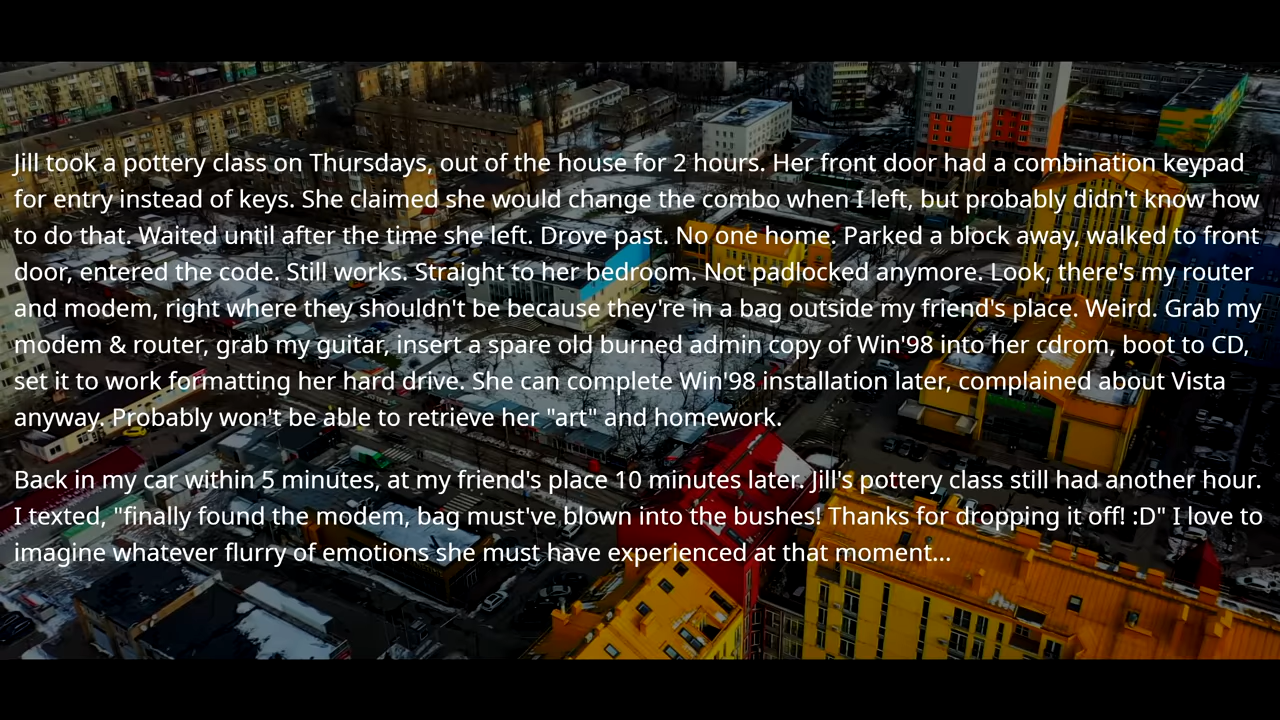 Jill took a pottery class on Thursdays, out of the house for 2 hours. Her front door had a combination keypad
for entry instead of keys. She claimed she would change the combo when I left, but probably didn't know how
to do that. Waited until after the time she left. Drove past. No one home. Parked a block away, walked to front
door, entered the code. Still works. Straight to her bedroom. Not padlocked anymore. Look, there's my router
and modem, right where they shouldn't be because they're in a bag outside my friend's place. Weird. Grab my
modem & router, grab my guitar, insert a spare old burned admin copy of Win'98 into her cdrom, boot to CD,
set it to work formatting her hard drive. She can complete Win'98 installation later, complained about Vista
anyway. Probably won't be able to retrieve her "art" and homework.
Back in my car within 5 minutes, at my friend's place 10 minutes later. Jill's pottery class still had another hour.
I texted, "finally found the modem, bag must've blown into the bushes! Thanks for dropping it off! :D" I love to
imagine whatever flurry of emotions she must have experienced at that moment...